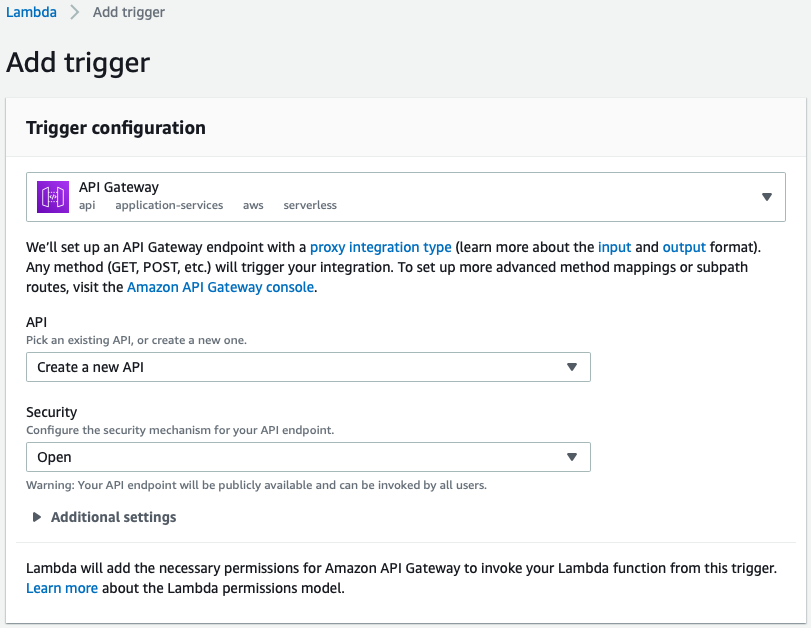 Lambda > Add trigger
Add trigger
Trigger configuration
API Gateway
api application-services aws serverless
We’ll set up an API Gateway endpoint with a proxy integration type (learn more about the input and output format).
Any method (GET, POST, etc.) will trigger your integration. To set up more advanced method mappings or subpath
routes, visit the Amazon API Gateway console.
API
Pick an existing API, or create a new one.
Create a new API
Security
Configure the security mechanism for your API endpoint.
Open
Warning: Your API endpoint will be publicly available and can be invoked by all users.
Additional settings
Lambda will add the necessary permissions for Amazon API Gateway to invoke your Lambda function from this trigger.
Learn more about the Lambda permissions model.